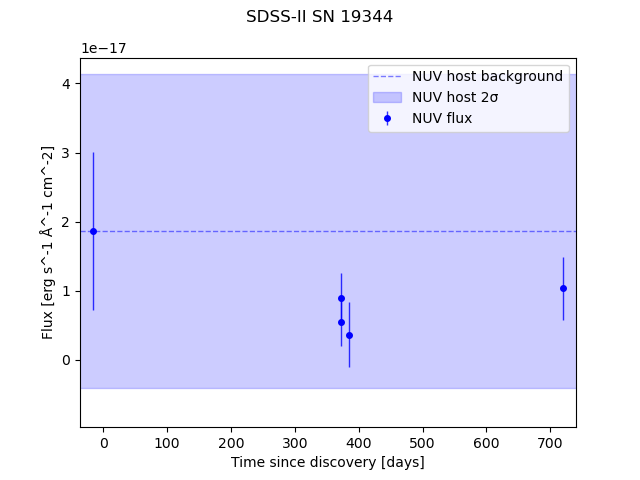 SDSS-II SN 19344
1e−17
NUV host background
NUV host 2σ
NUV flux
4
3
2
1
0
Flux [erg s^-1 Å^-1 cm^-2]
0 100 200 300 400 500 600 700
Time since discovery [days]